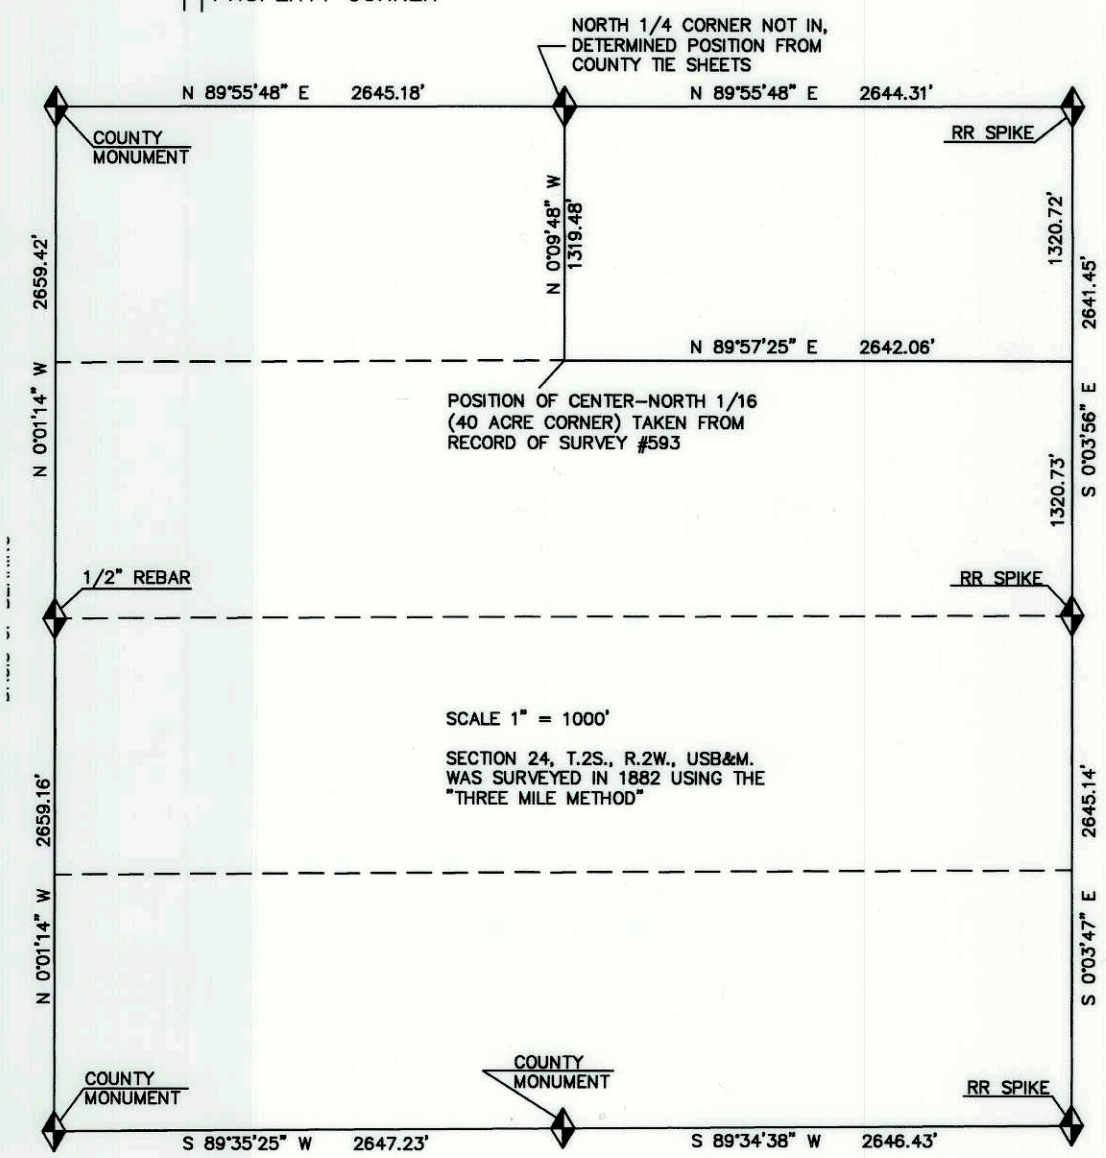 PROPERTY CORNER
NORTH 1/4 CORNER NOT IN,
DETERMINED POSITION FROM
COUNTY TIE SHEETS
N 89°55'48" E 2645.18'
N 89°55'48" E 2644.31'
COUNTY
MONUMENT
RR SPIKE
N 0°09'48" W
1319.48'
1320.72'
2659.42'
2641.45'
N 89°57'25" E 2642.06'
N 0°01'14" W
POSITION OF CENTER-NORTH 1/16
(40 ACRE CORNER) TAKEN FROM
RECORD OF SURVEY #593
S 0°03'56" E
1320.73'
1/2" REBAR
RR SPIKE
SCALE 1" = 1000'
SECTION 24, T.2S., R.2W., USB&M.
WAS SURVEYED IN 1882 USING THE
"THREE MILE METHOD"
2659.16'
2645.14'
N 0°01'14" W
S 0°03'47" E
COUNTY
MONUMENT
COUNTY
MONUMENT
RR SPIKE
S 89°35'25" W 2647.23'
S 89°34'38" W 2646.43'